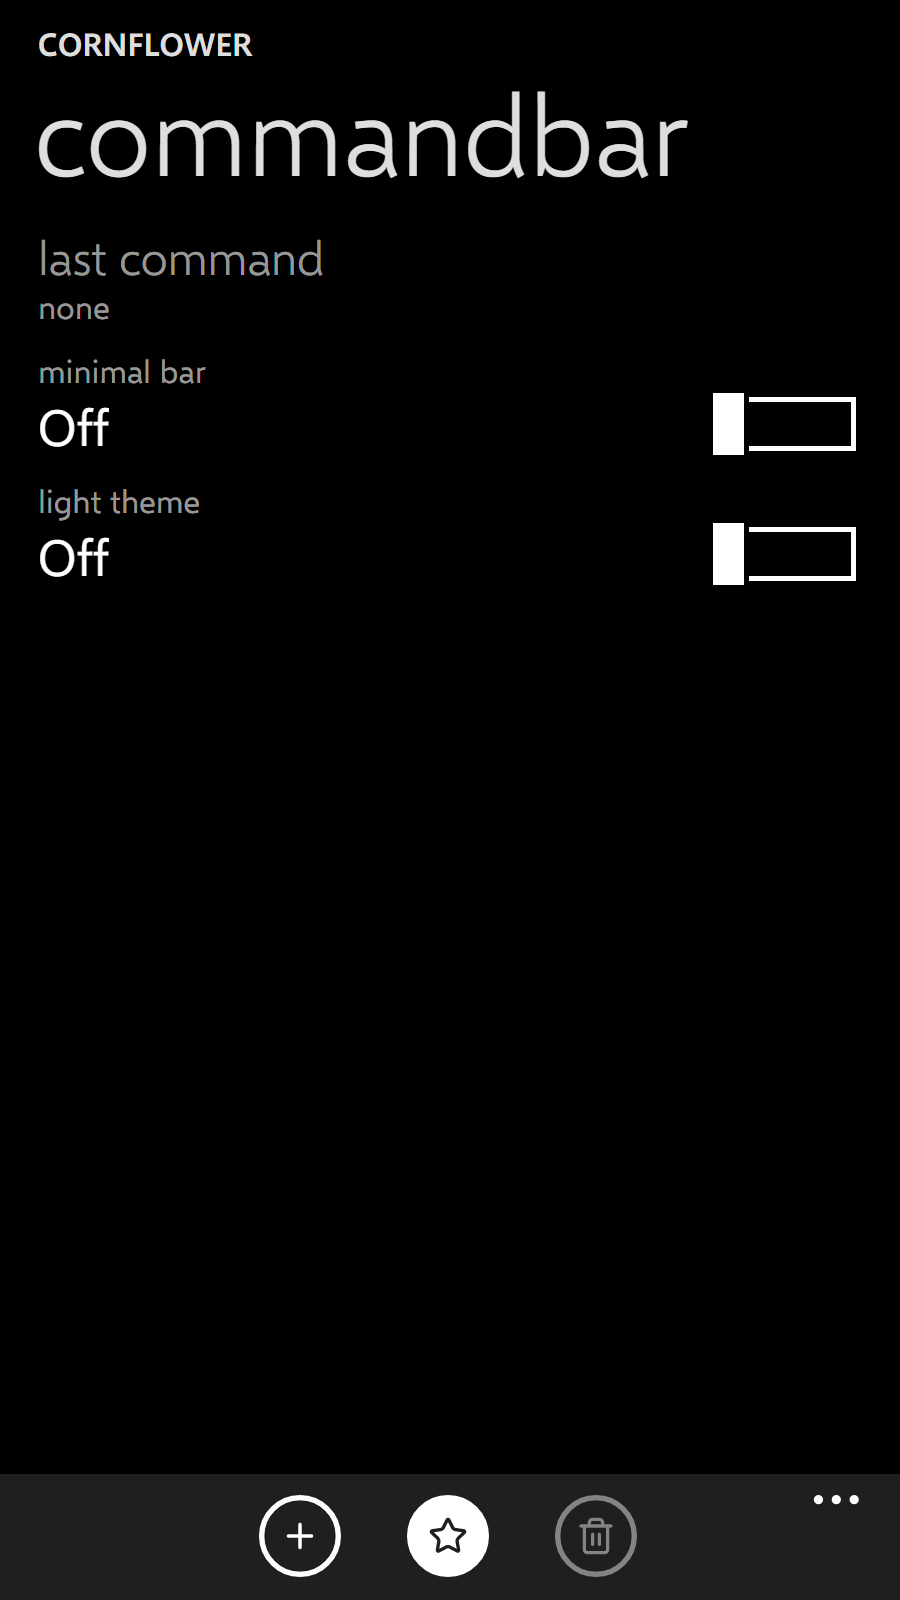 CORNFLOWER
commandbar
last command
none
minimal bar
Off
light theme
Off